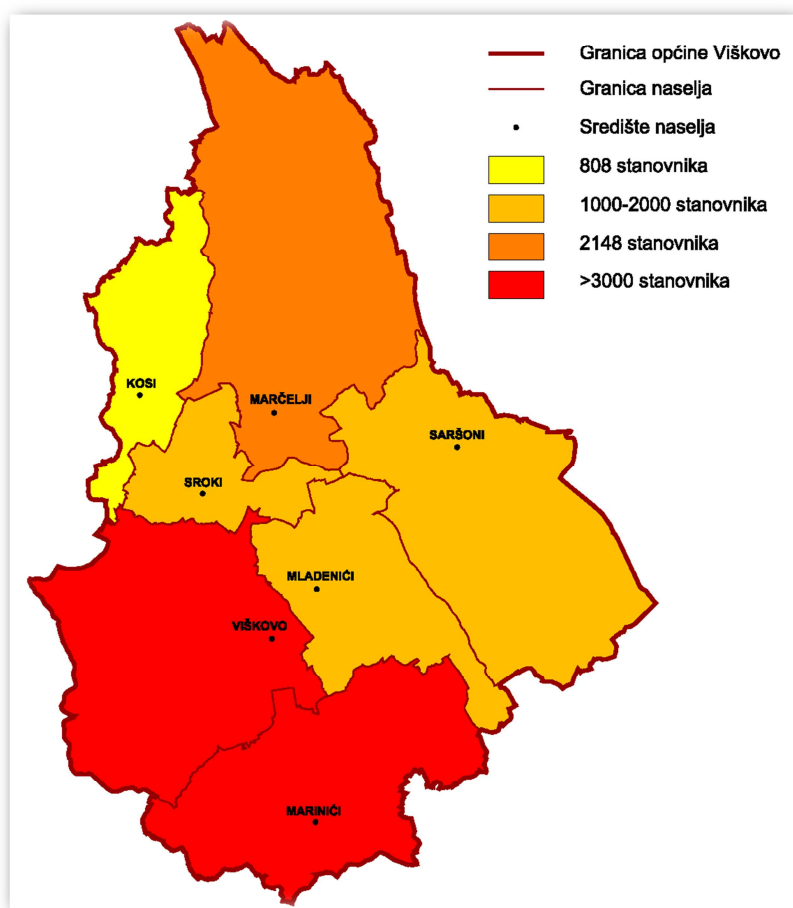 Granica općine Viškovo
Granica naselja
Središte naselja
808 stanovnika
1000-2000 stanovnika
2148 stanovnika
>3000 stanovnika
KOSI
MARČELJI
SARŠONI
SROKI
MLADENIĆI
VIŠKOVO
MARINIĆI